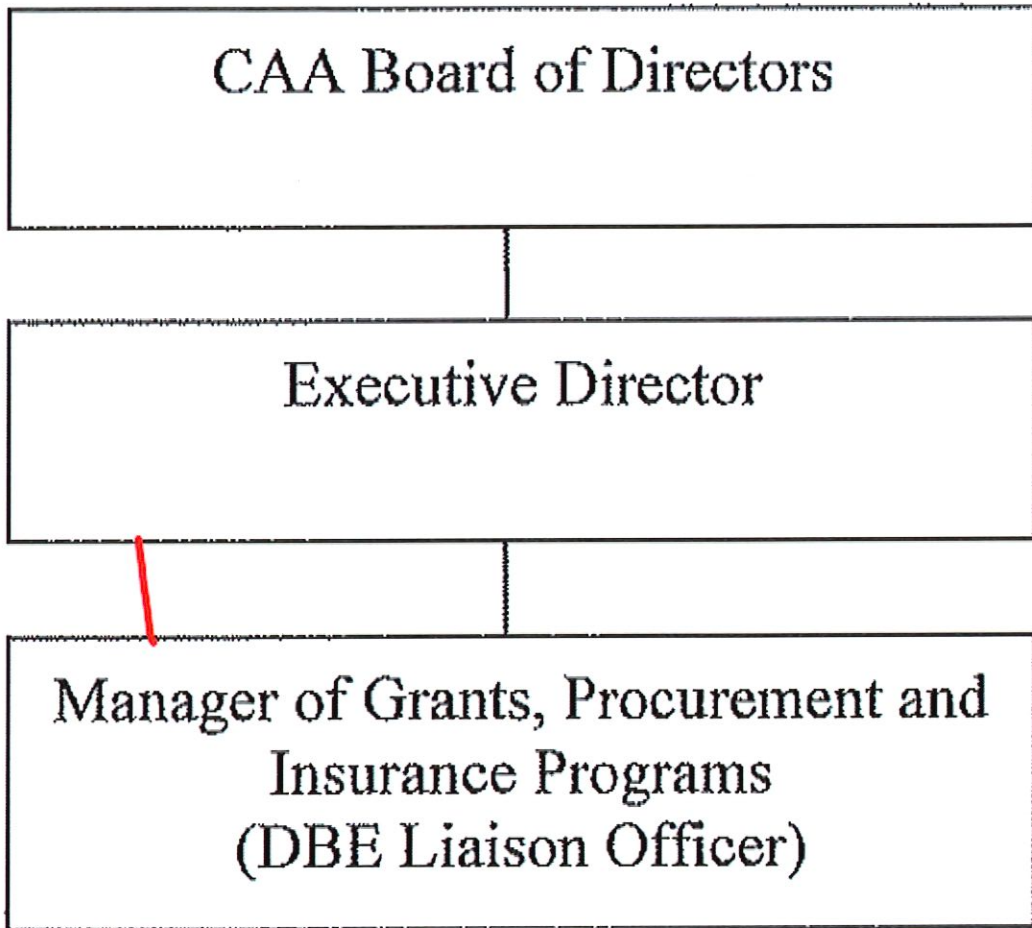 CAA Board of Directors
Executive Director
Manager of Grants, Procurement and
Insurance Programs
(DBE Liaison Officer)